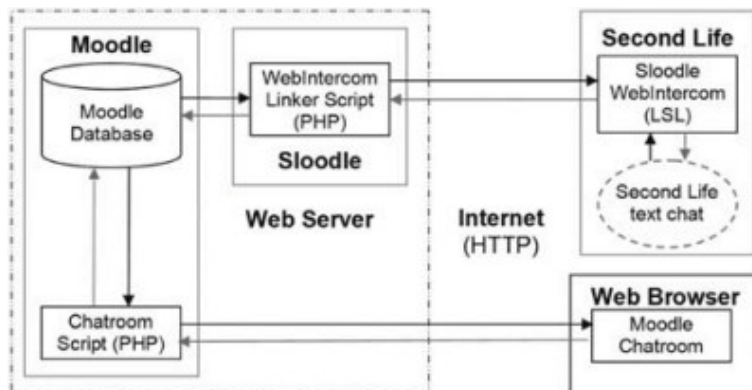 Moodle
Moodle
Database
WebIntercom
Linker Script
(PHP)
Sloodle
Web Server
Chatroom
Script (PHP)
Internet
(HTTP)
Second Life
Sloodle
WebIntercom
(LSL)
Second Life
text chat
Web Browser
Moodle
Chatroom